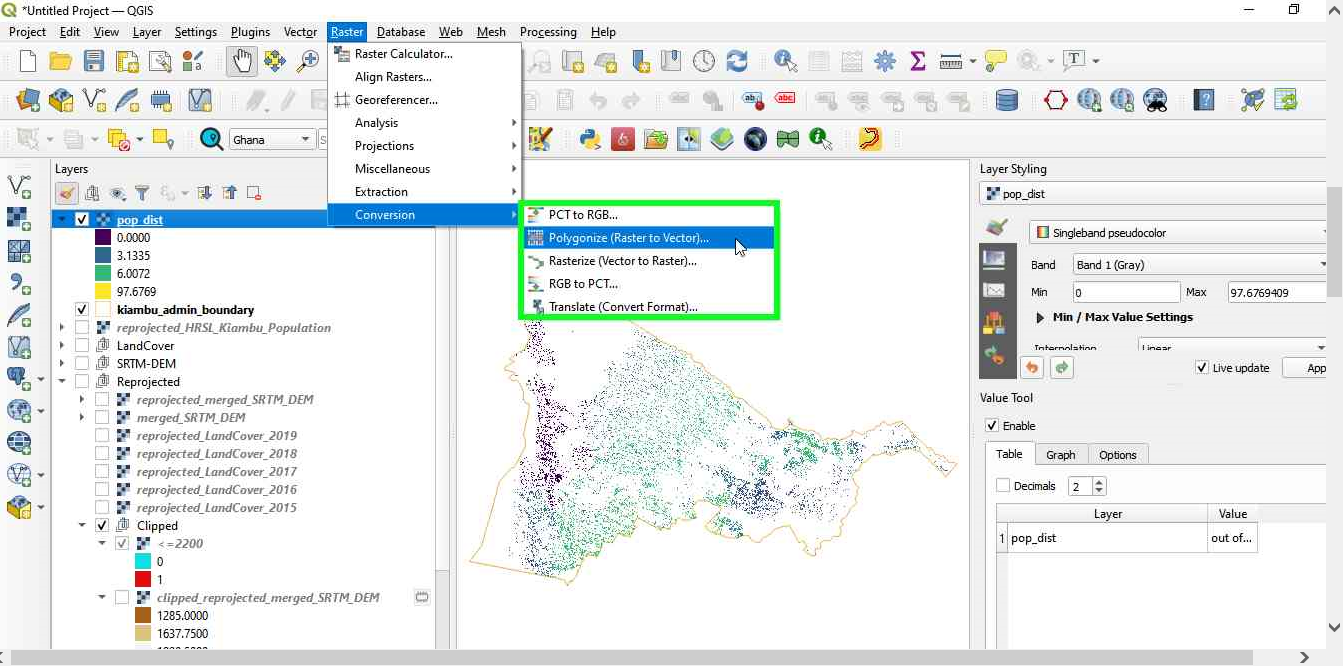 *Untitled Project — QGIS
Project Edit View Layer Settings Plugins Vector Raster Database Web Mesh Processing Help
Raster Calculator...
Align Rasters...
Georeferencer...
Analysis
Projections
Miscellaneous
Extraction
Conversion
PCT to RGB...
Polygonize (Raster to Vector)...
Rasterize (Vector to Raster)...
RGB to PCT...
Translate (Convert Format)...
Ghana
Layers
pop_dist
0.0000
3.1335
6.0072
97.6769
kiambu_admin_boundary
reprojected_HRSL_Kiambu_Population
LandCover
SRTM-DEM
Reprojected
reprojected_merged_SRTM_DEM
merged_SRTM_DEM
reprojected_LandCover_2019
reprojected_LandCover_2018
reprojected_LandCover_2017
reprojected_LandCover_2016
reprojected_LandCover_2015
Clipped
<=2200
0
1
clipped_reprojected_merged_SRTM_DEM
1285.0000
1637.7500
Layer Styling
pop_dist
Singleband pseudocolor
Band Band 1 (Gray)
Min 0 Max 97.6769409
Min / Max Value Settings
Interpolation Linear
Live update App
Value Tool
Enable
Table Graph Options
Decimals 2
Layer Value
1 pop_dist out of...